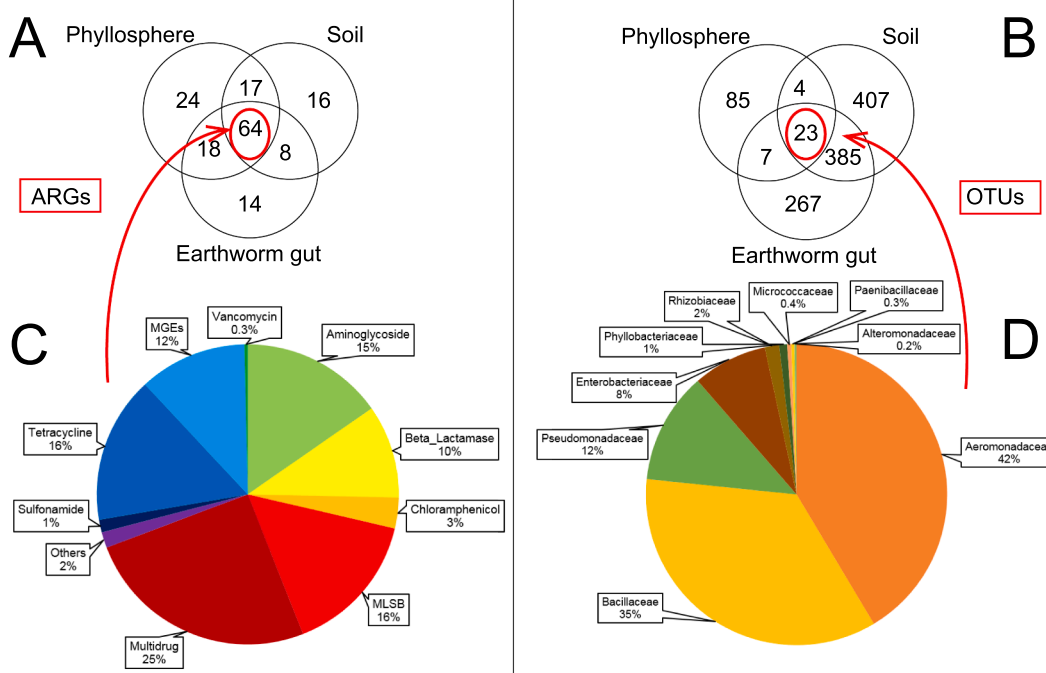 A
Phyllosphere
Soil
24
17
16
64
18
8
14
ARGs
Earthworm gut
B
Phyllosphere
Soil
85
4
407
23
7
385
267
OTUs
Earthworm gut
C
Vancomycin
0.3%
MGEs
12%
Aminoglycoside
15%
Tetracycline
16%
Beta_Lactamase
10%
Sulfonamide
1%
Chloramphenicol
3%
Others
2%
MLSB
16%
Multidrug
25%
D
Micrococcaceae
0.4%
Paenibacillaceae
0.3%
Rhizobiaceae
2%
Alteromonadaceae
0.2%
Phyllobacteriaceae
1%
Enterobacteriaceae
8%
Pseudomonadaceae
12%
Aeromonadacea
42%
Bacillaceae
35%